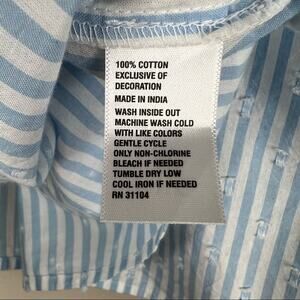 100% COTTON
EXCLUSIVE OF
DECORATION
MADE IN INDIA
WASH INSIDE OUT
MACHINE WASH COLD
WITH LIKE COLORS
GENTLE CYCLE
ONLY NON-CHLORINE
BLEACH IF NEEDED
TUMBLE DRY LOW
COOL IRON IF NEEDED
RN 31104